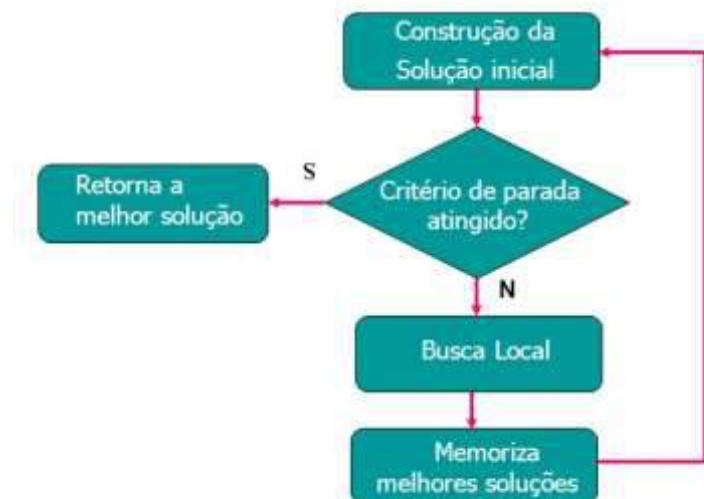 Construção da
Solução inicial
S
Retorna a
melhor solução
Critério de parada
atingido?
N
Busca Local
Memoriza
melhores soluções